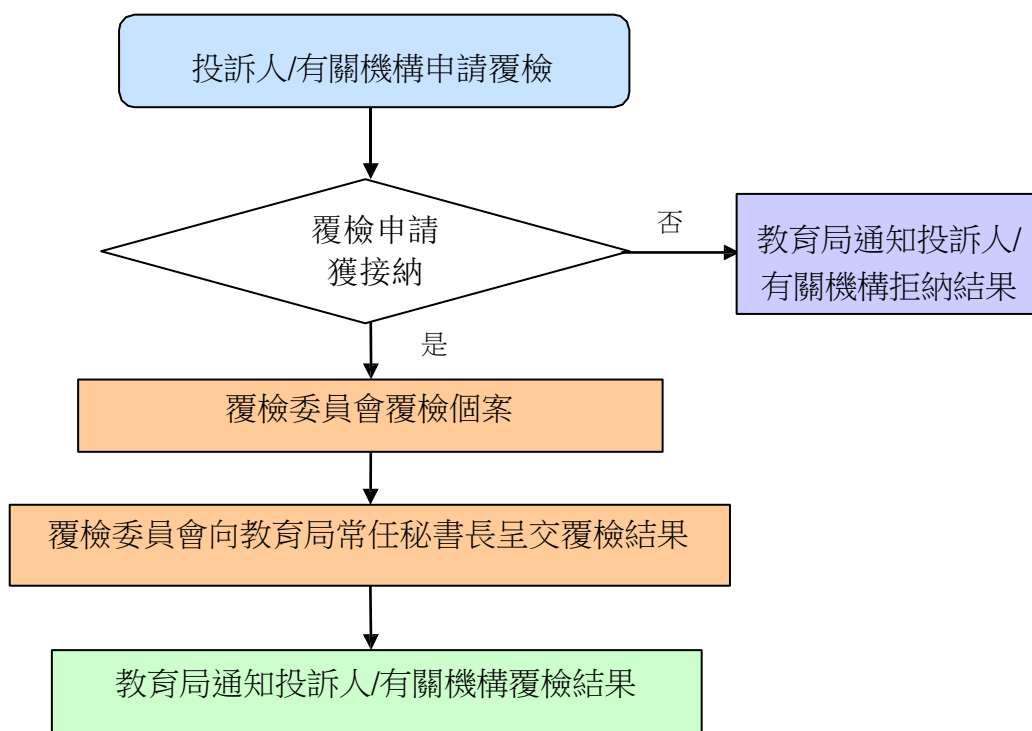 投訴人/有關機構申請覆檢
覆檢申請
獲接納
否
教育局通知投訴人/
有關機構拒納結果
是
覆檢委員會覆檢個案
覆檢委員會向教育局常任秘書長呈交覆檢結果
教育局通知投訴人/有關機構覆檢結果